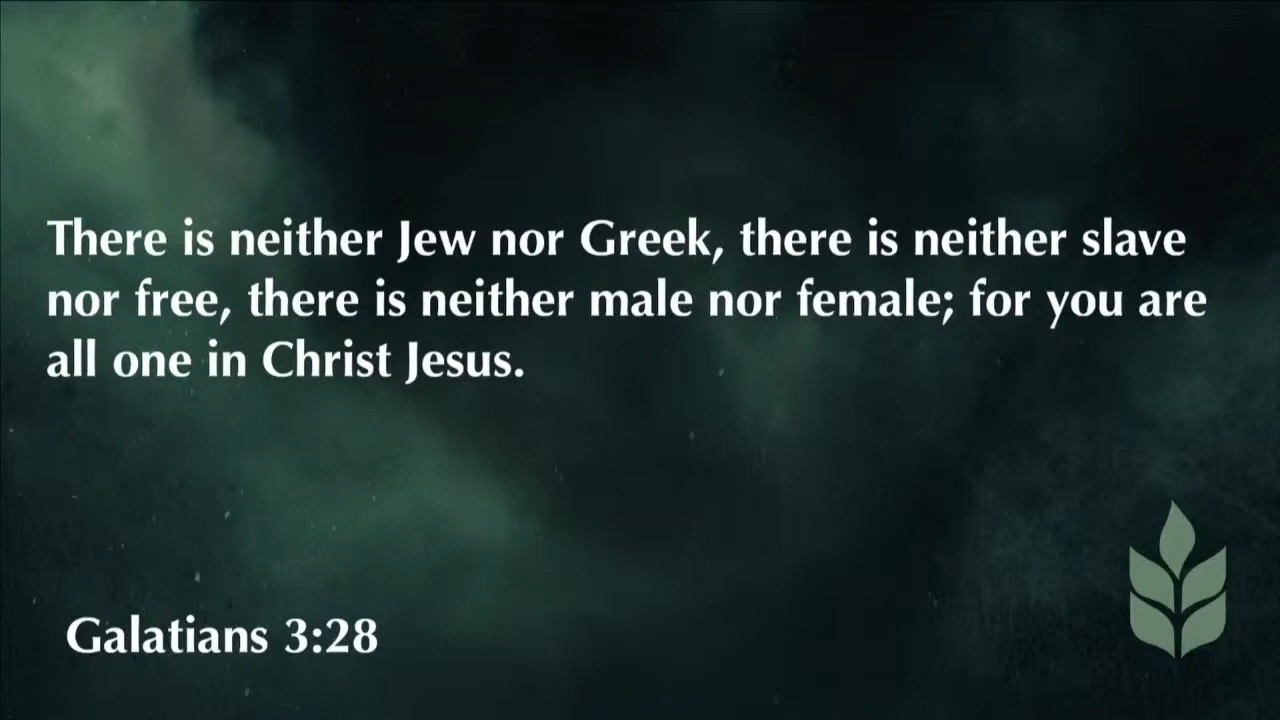 There is neither Jew nor Greek, there is neither slave
nor free, there is neither male nor female; for you are
all one in Christ Jesus.
Galatians 3:28